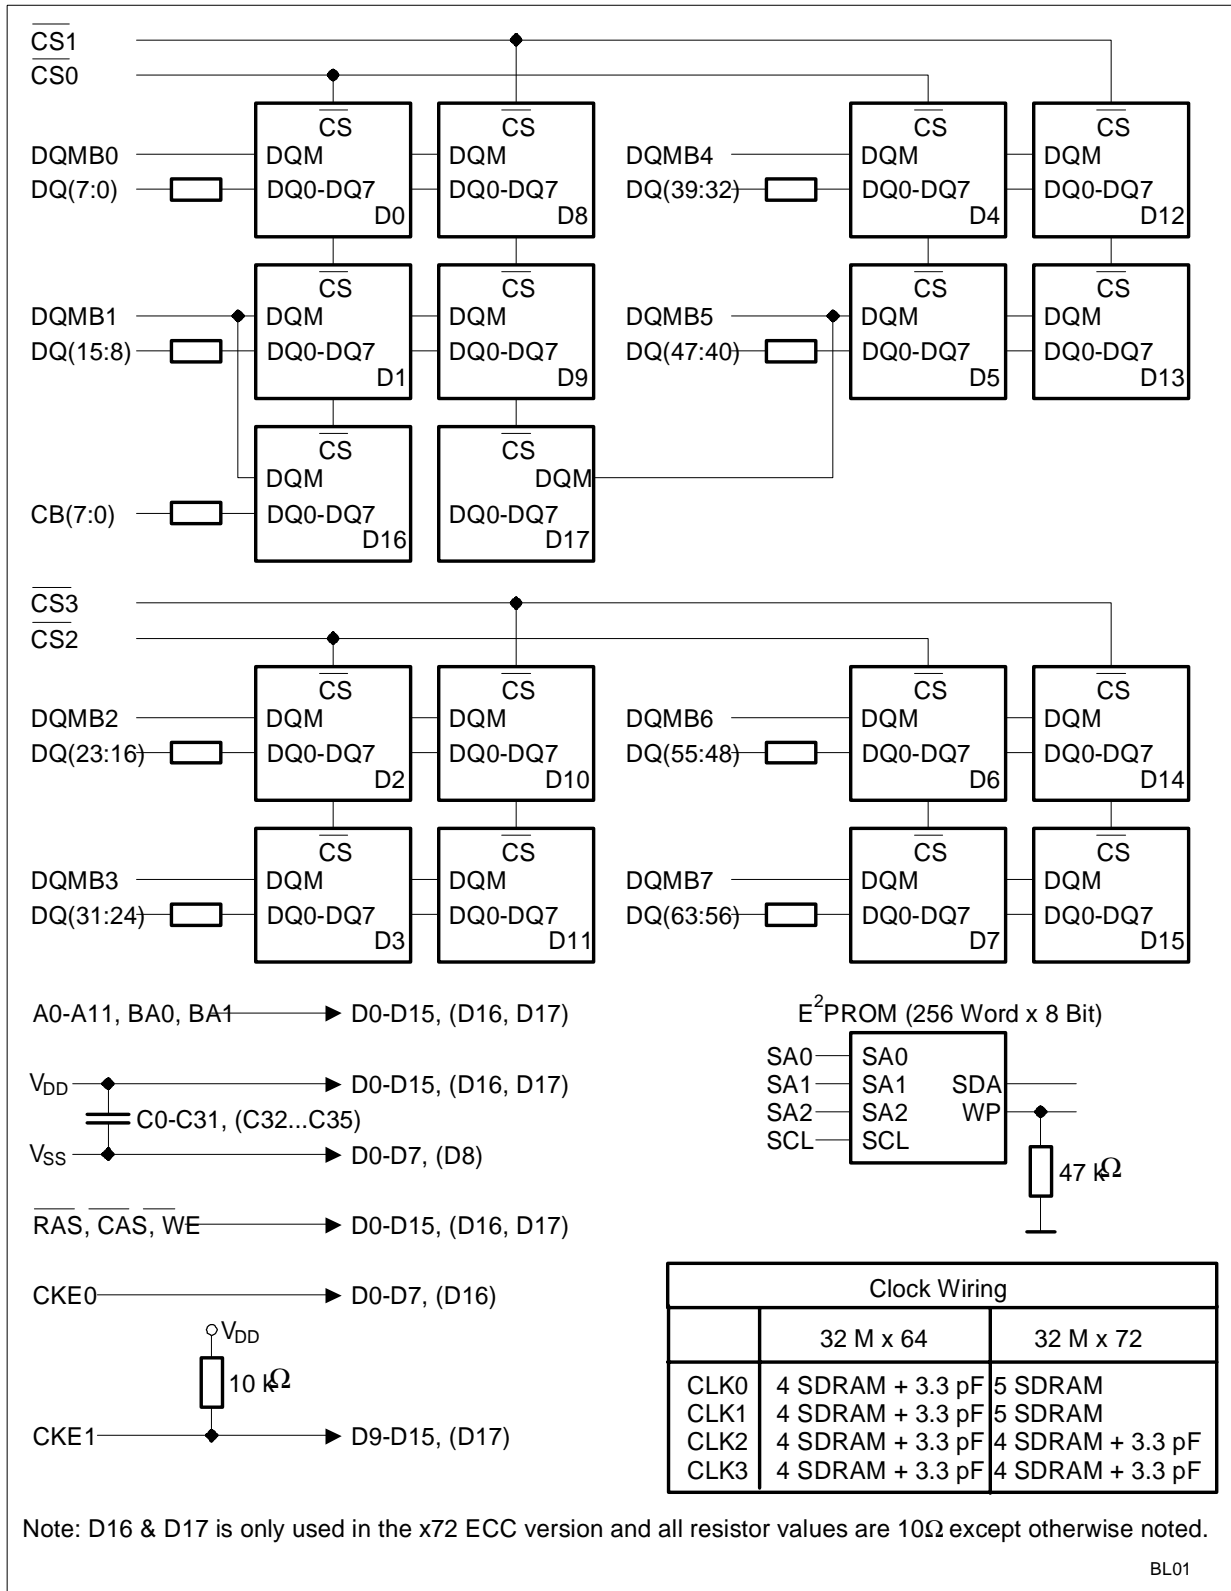 CS1
CS0
CS CS CS CS
DQMB0 DQM DQM DQMB4 DQM DQM
DQ(7:0) DQ0-DQ7 DQ0-DQ7 DQ(39:32) DQ0-DQ7 DQ0-DQ7
D0 D8 D4 D12
CS CS CS CS
DQMB1 DQM DQM DQMB5 DQM DQM
DQ(15:8) DQ0-DQ7 DQ0-DQ7 DQ(47:40) DQ0-DQ7 DQ0-DQ7
D1 D9 D5 D13
CS CS
DQM DQM
CB(7:0) DQ0-DQ7 DQ0-DQ7
D16 D17
CS3
CS2
CS CS CS CS
DQMB2 DQM DQM DQMB6 DQM DQM
DQ(23:16) DQ0-DQ7 DQ0-DQ7 DQ(55:48) DQ0-DQ7 DQ0-DQ7
D2 D10 D6 D14
CS CS CS CS
DQMB3 DQM DQM DQMB7 DQM DQM
DQ(31:24) DQ0-DQ7 DQ0-DQ7 DQ(63:56) DQ0-DQ7 DQ0-DQ7
D3 D11 D7 D15
A0-A11, BA0, BA1 D0-D15, (D16, D17)
VDD D0-D15, (D16, D17)
C0-C31, (C32...C35)
VSS D0-D7, (D8)
RAS, CAS, WE D0-D15, (D16, D17)
CKE0 D0-D7, (D16)
VDD
10 kΩ
CKE1 D9-D15, (D17)
E²PROM (256 Word x 8 Bit)
SA0 SA0
SA1 SA1 SDA
SA2 SA2 WP
SCL SCL
47 kΩ
Clock Wiring
32 M x 64 32 M x 72
CLK0 4 SDRAM + 3.3 pF 5 SDRAM
CLK1 4 SDRAM + 3.3 pF 5 SDRAM
CLK2 4 SDRAM + 3.3 pF 4 SDRAM + 3.3 pF
CLK3 4 SDRAM + 3.3 pF 4 SDRAM + 3.3 pF
Note: D16 & D17 is only used in the x72 ECC version and all resistor values are 10Ω except otherwise noted.
BL01